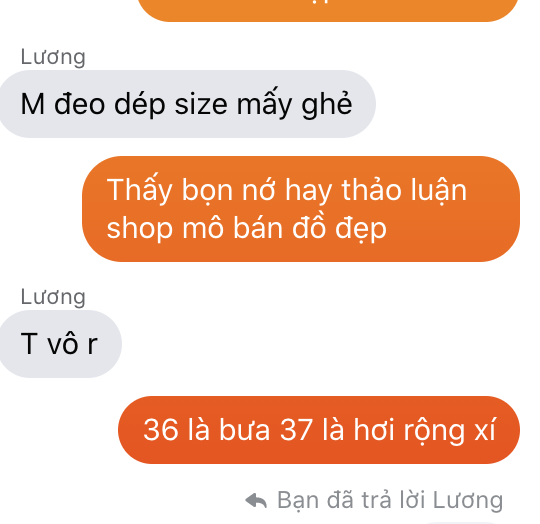 Lương
M đeo dép size mấy ghẻ
Thấy bọn nớ hay thảo luận
shop mô bán đồ đẹp
Lương
T vô r
36 là bưa 37 là hơi rộng xí
Bạn đã trả lời Lương